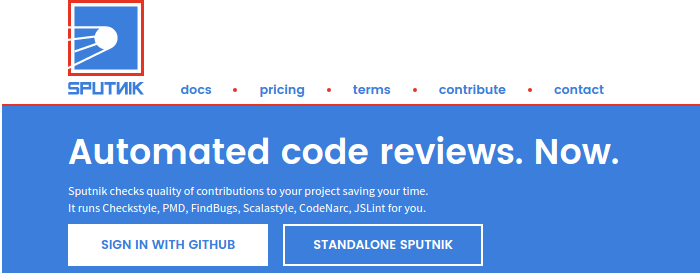 SPUTNIK
docs • pricing • terms • contribute • contact
Automated code reviews. Now.
Sputnik checks quality of contributions to your project saving your time.
It runs Checkstyle, PMD, FindBugs, Scalastyle, CodeNarc, JSLint for you.
SIGN IN WITH GITHUB STANDALONE SPUTNIK